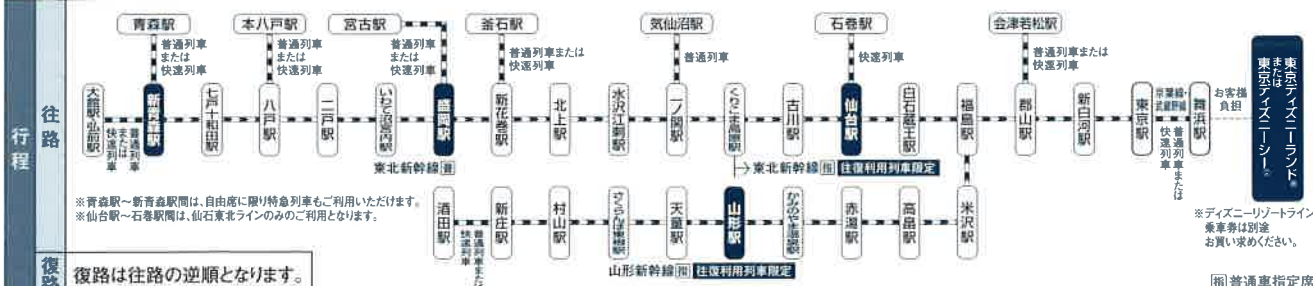 行程
往路
青森駅
普通列車
または
快速列車
本八戸駅
普通列車
または
快速列車
宮古駅
普通列車
または
快速列車
釜石駅
普通列車または
快速列車
気仙沼駅
普通列車
石巻駅
快速列車
会津若松駅
普通列車または
快速列車
大館駅・弘前駅
普通列車
または
快速列車
新青森駅
七戸十和田駅
八戸駅
二戸駅
いわて沼宮内駅
盛岡駅
新花巻駅
北上駅
水沢江刺駅
一ノ関駅
くりこま高原駅
古川駅
仙台駅
白石蔵王駅
福島駅
郡山駅
新白河駅
東京駅
京葉線・
武蔵野線
普通列車または
快速列車
舞浜駅
お客様
負担
東京ディズニーランド®
または
東京ディズニーシー®
東北新幹線 指
東北新幹線 指 往復利用列車限定
※青森駅～新青森駅間は、自由席に限り特急列車もご利用いただけます。
※仙台駅～石巻駅間は、仙石東北ラインのみのご利用となります。
酒田駅
普通列車または
快速列車
新庄駅
村山駅
さくらんぼ東根駅
天童駅
山形駅
かみのやま温泉駅
赤湯駅
高畠駅
米沢駅
山形新幹線 指 往復利用列車限定
※ディズニーリゾートライン
乗車券は別途
お買い求めください。
復路
復路は往路の逆順となります。
指 普通車指定席